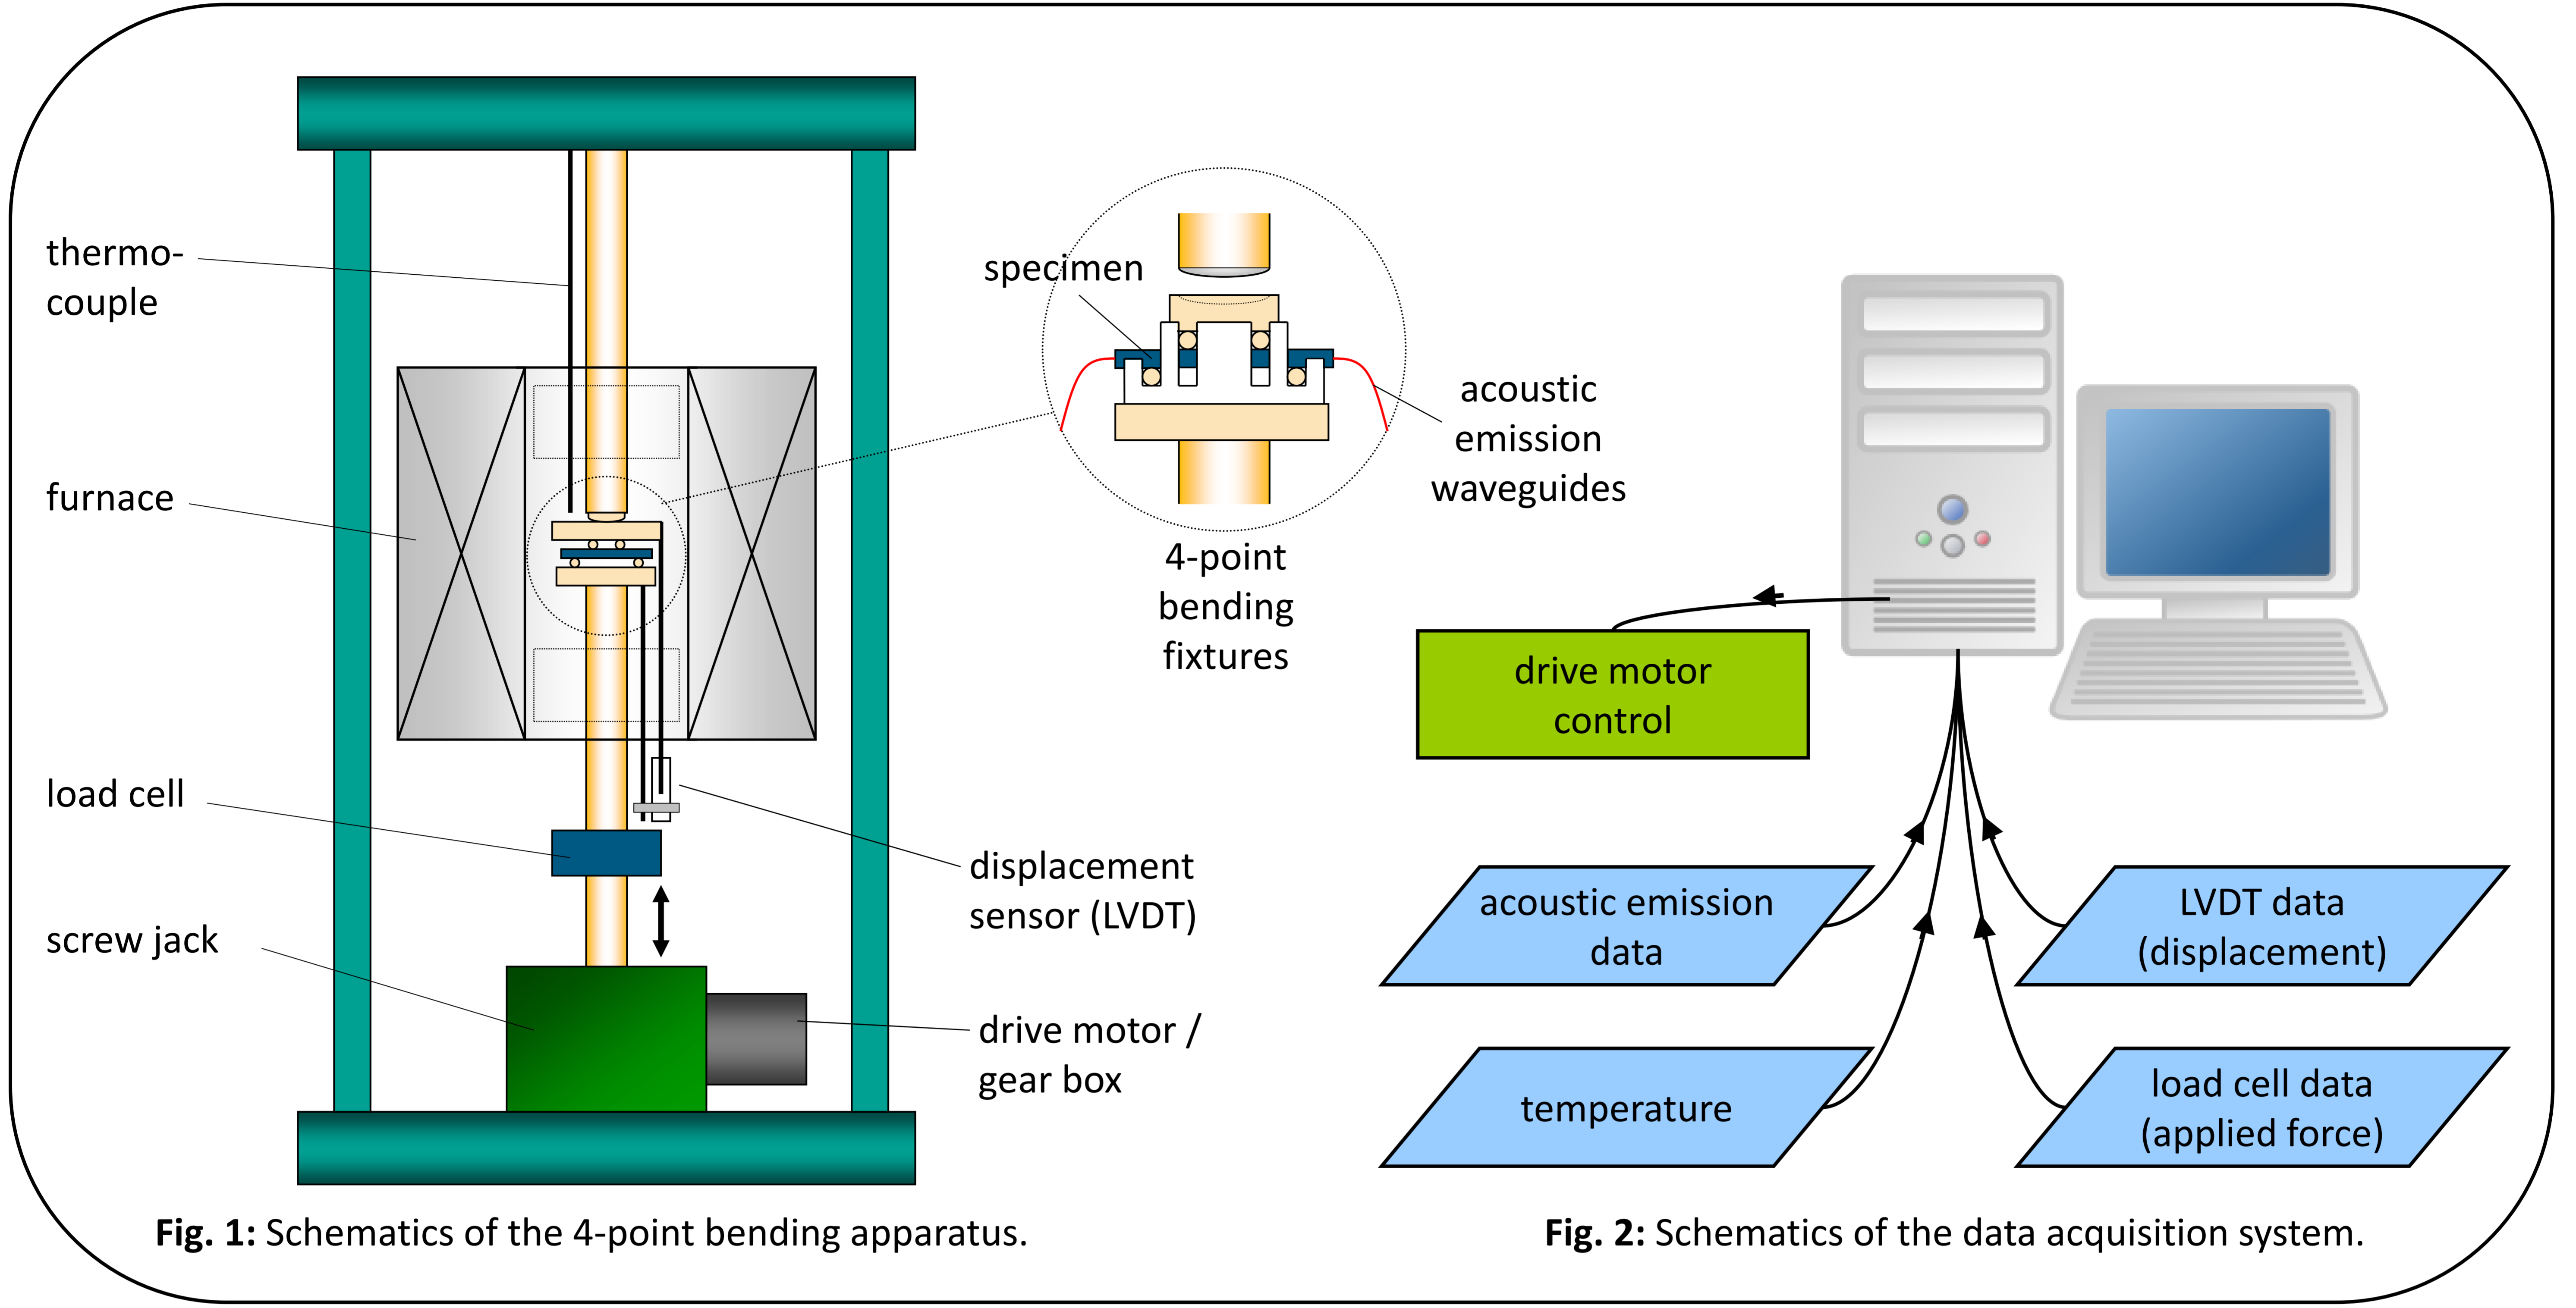 thermo-
couple
furnace
load cell
screw jack
specimen
acoustic
emission
waveguides
4-point
bending
fixtures
displacement
sensor (LVDT)
drive motor /
gear box
Fig. 1: Schematics of the 4-point bending apparatus.
drive motor
control
acoustic emission
data
LVDT data
(displacement)
temperature
load cell data
(applied force)
Fig. 2: Schematics of the data acquisition system.